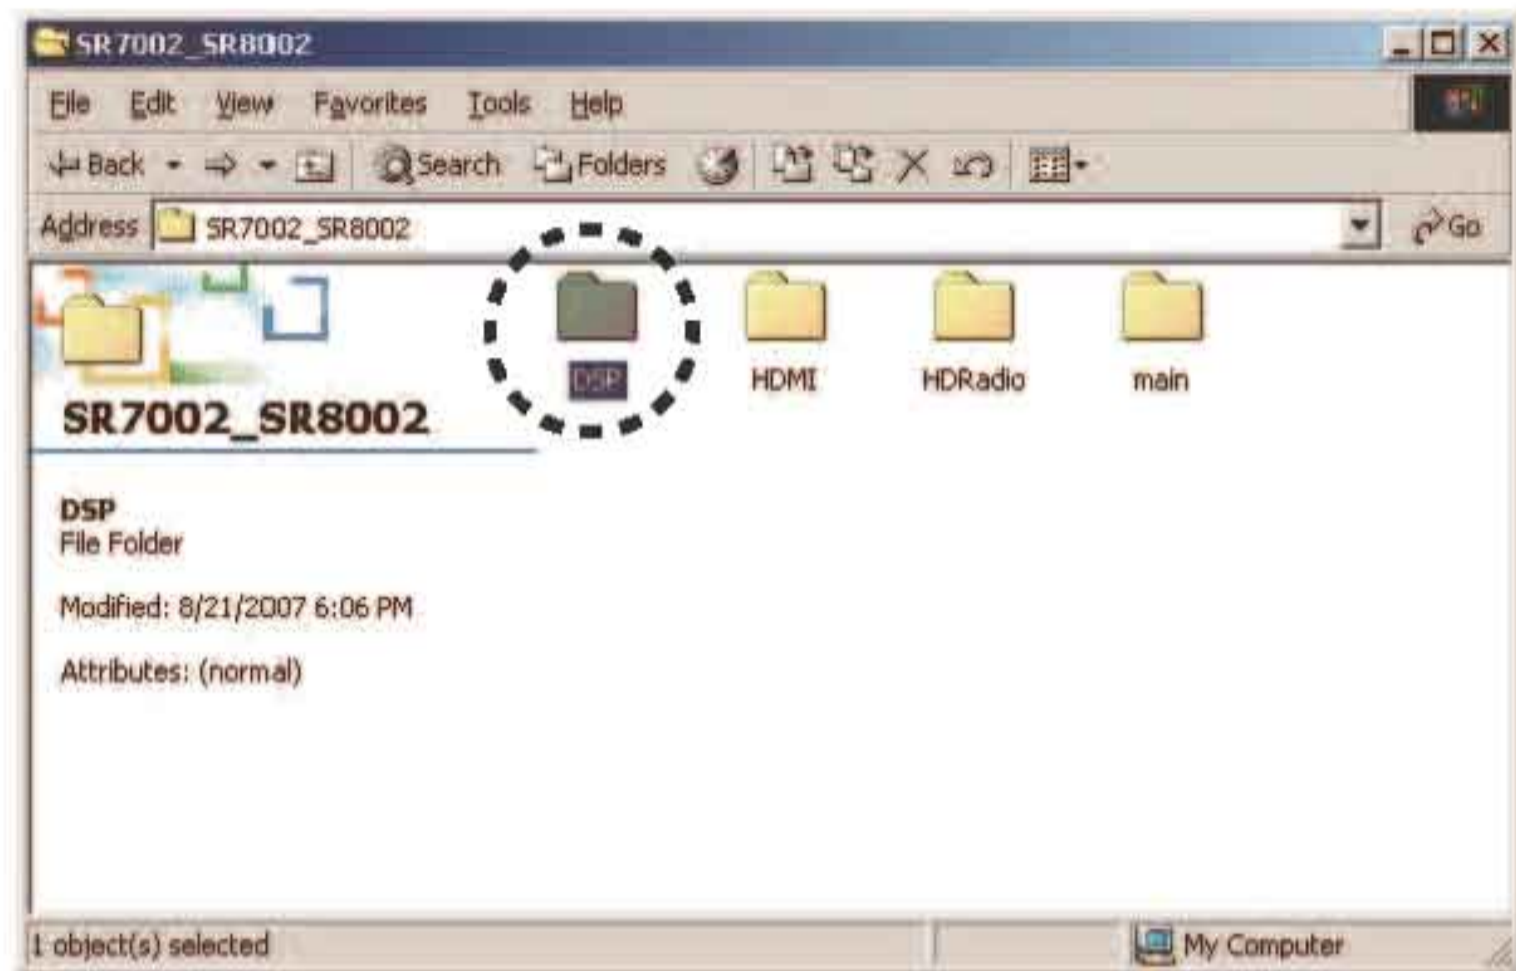 SR7002_SR8002
File Edit View Favorites Tools Help
Back Search Folders
Address SR7002_SR8002 Go
DSP HDMI HDRadio main
SR7002_SR8002
DSP
File Folder
Modified: 8/21/2007 6:06 PM
Attributes: (normal)
1 object(s) selected My Computer